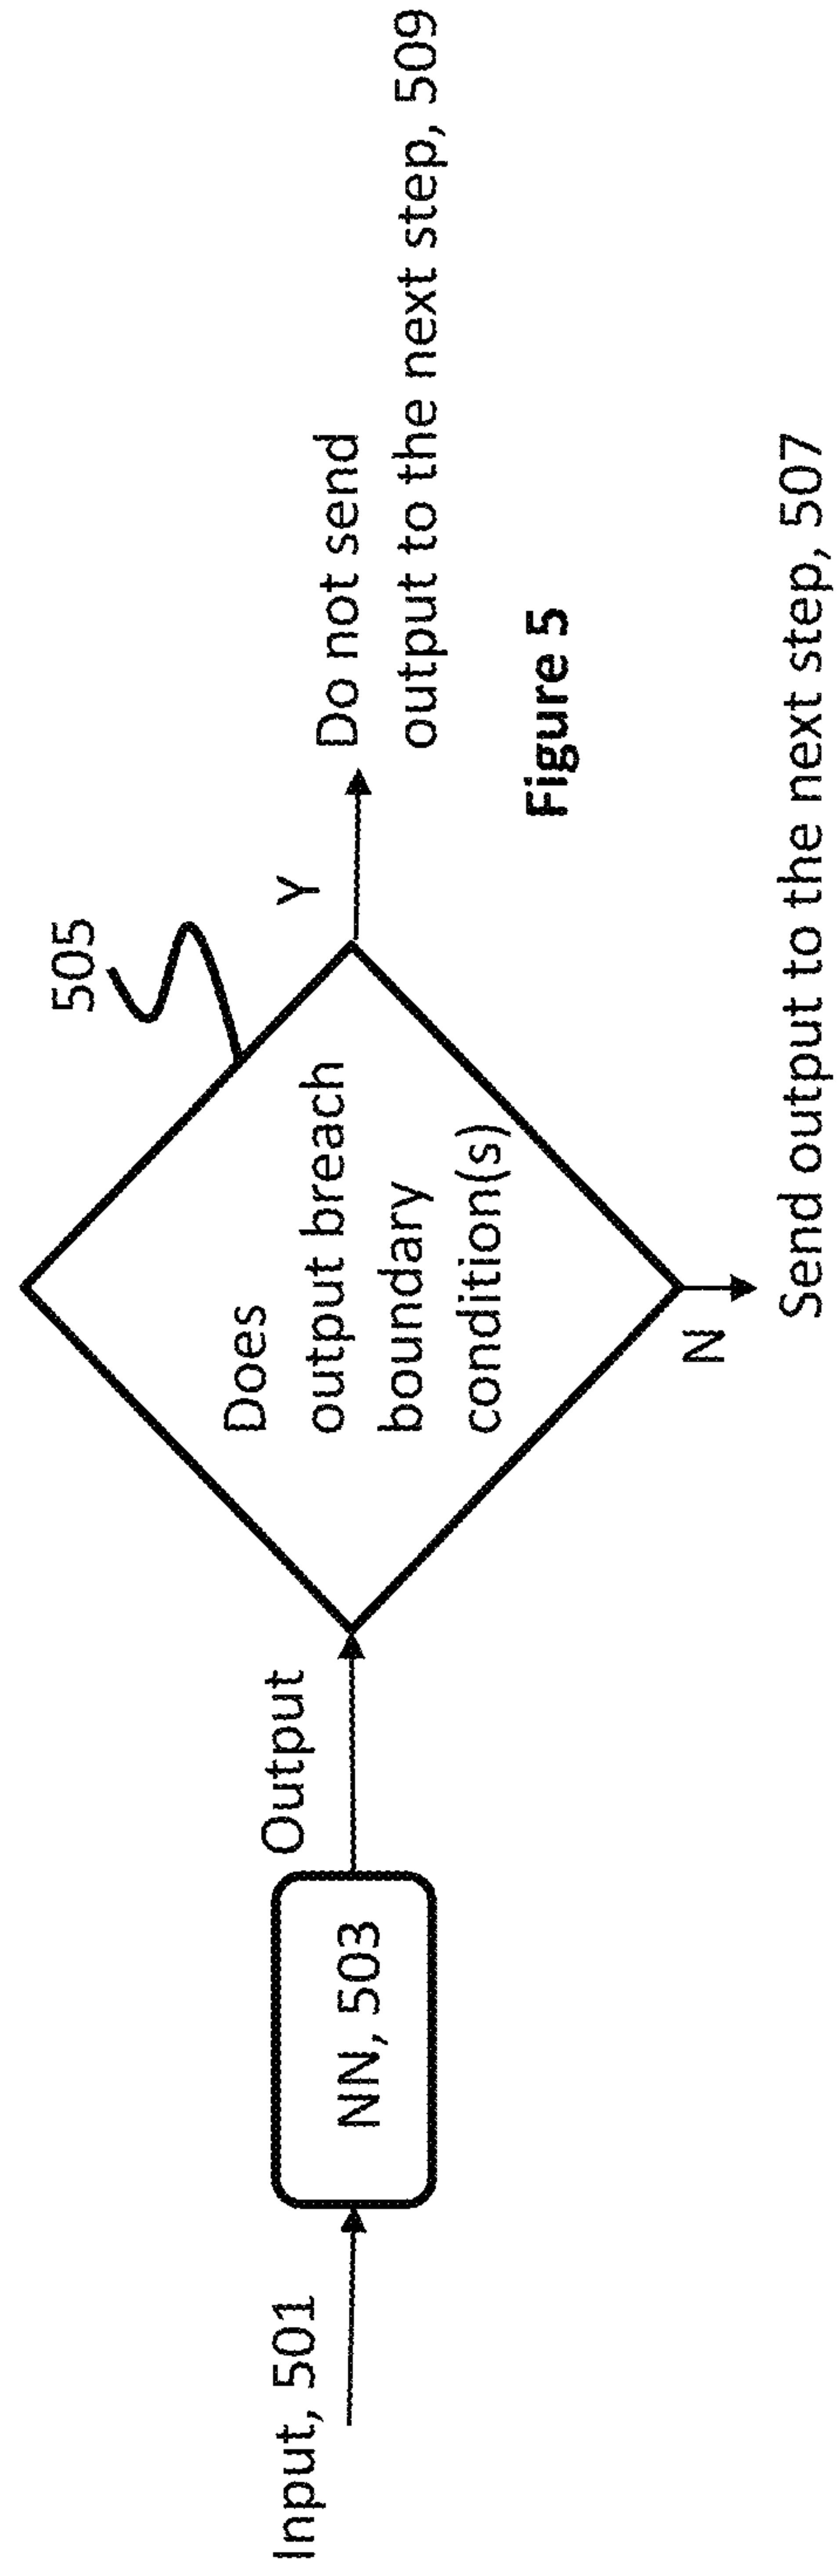 Input, 501
NN, 503
Output
505
Does
output breach
boundary
condition(s)
Y
Do not send
output to the next step, 509
N
Send output to the next step, 507
Figure 5